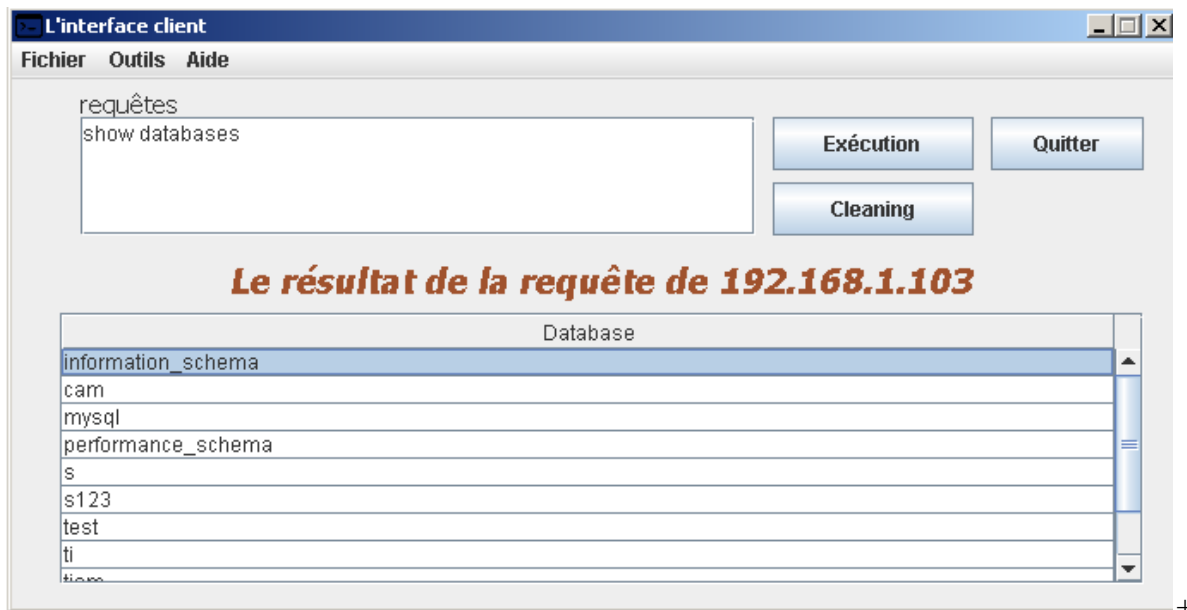 L'interface client
Fichier Outils Aide
requêtes
show databases
Exécution
Quitter
Cleaning
Le résultat de la requête de 192.168.1.103
Database
information_schema
cam
mysql
performance_schema
s
s123
test
ti